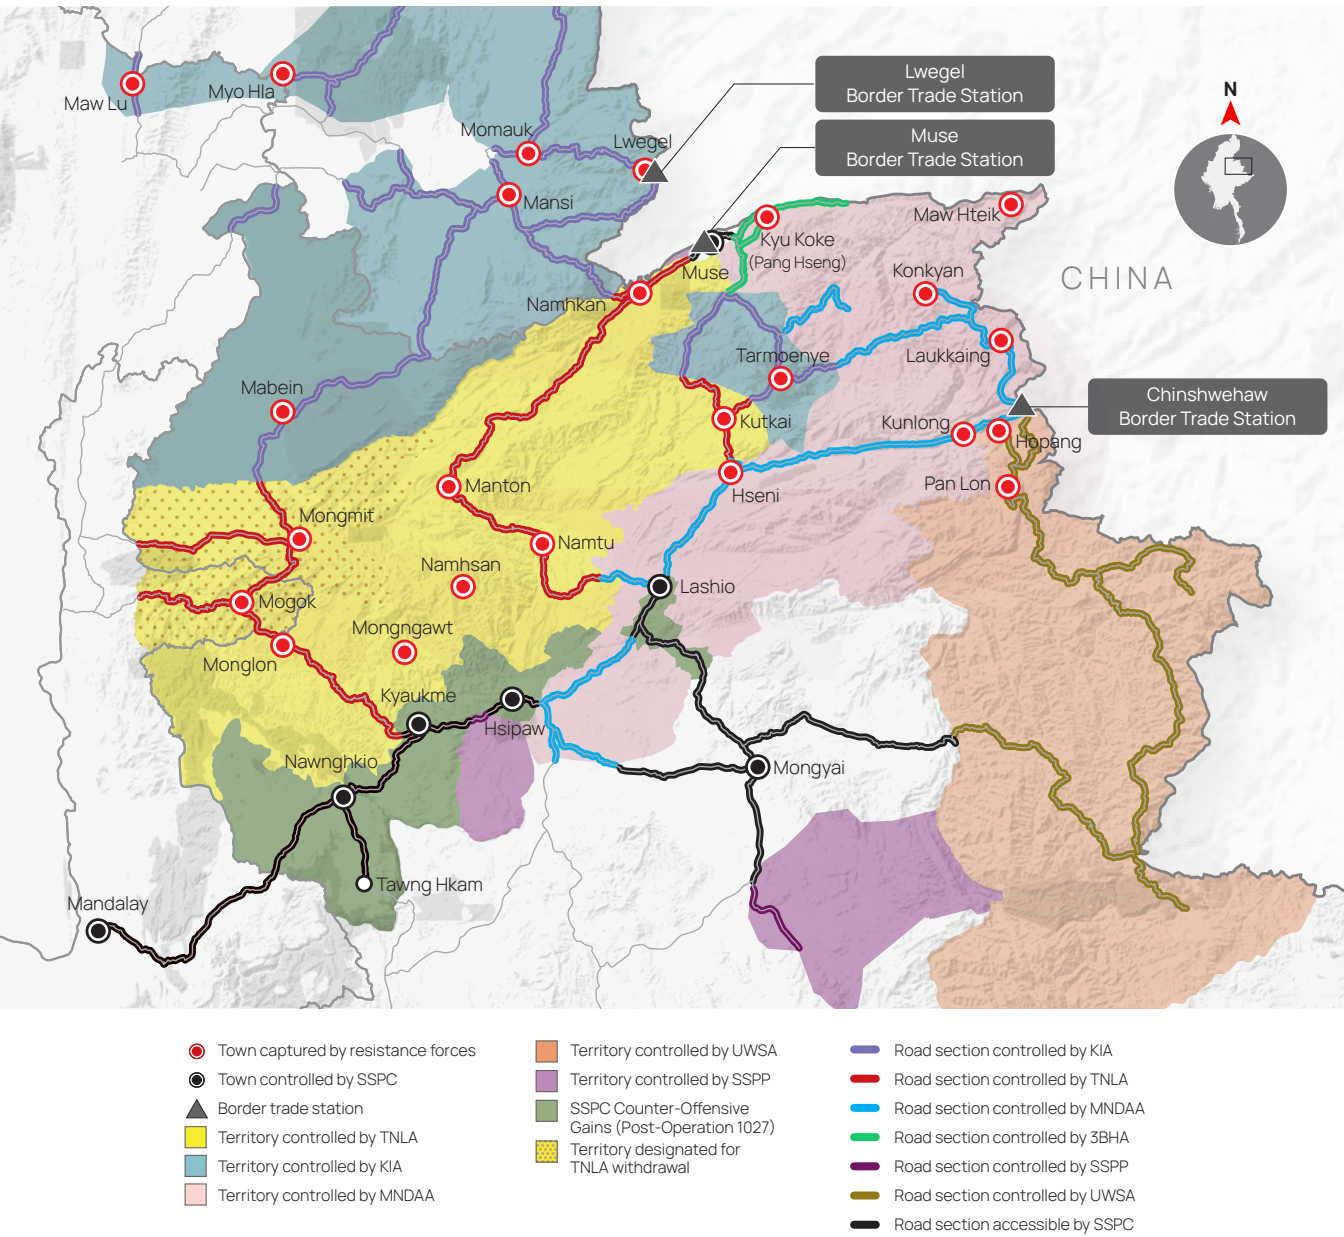 Lwegel
Border Trade Station
N
Myo Hla
Maw Lu
Momauk
Lwegel
Muse
Border Trade Station
Mansi
Maw Hteik
Kyu Koke
(Pang Hseng)
Muse
Konkyan
CHINA
Namhkan
Tarmoenye
Laukkaing
Mabein
Chinshwehaw
Border Trade Station
Kutkai
Kunlong
Hopang
Manton
Hseni
Pan Lon
Mongmit
Namtu
Namhsan
Lashio
Mogok
Mongngawt
Monglon
Kyaukme
Hsipaw
Nawnghkio
Mongyai
Tawng Hkam
Mandalay
Town captured by resistance forces
Town controlled by SSPC
Border trade station
Territory controlled by TNLA
Territory controlled by KIA
Territory controlled by MNDAA
Territory controlled by UWSA
Territory controlled by SSPP
SSPC Counter-Offensive
Gains (Post-Operation 1027)
Territory designated for
TNLA withdrawal
Road section controlled by KIA
Road section controlled by TNLA
Road section controlled by MNDAA
Road section controlled by 3BHA
Road section controlled by SSPP
Road section controlled by UWSA
Road section accessible by SSPC